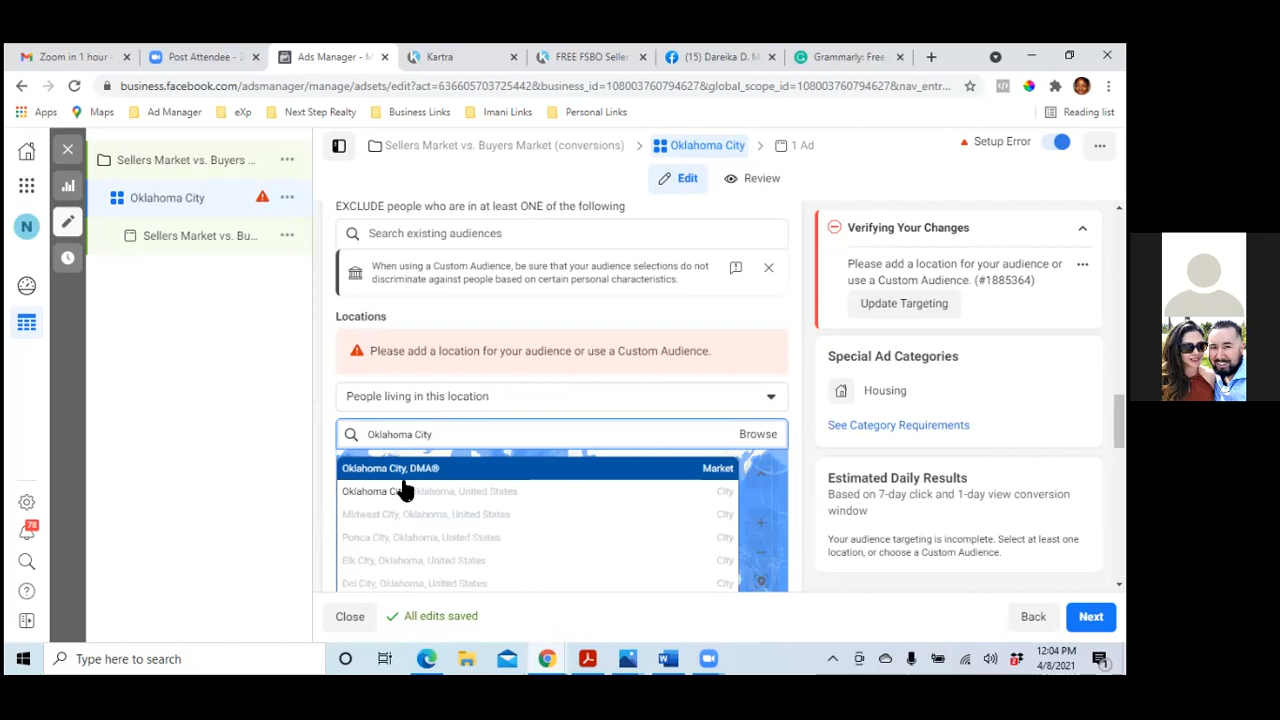 Zoom in 1 hour -
Post Attendee - 2
Ads Manager - M
Kartra
FREE FSBO Seller
(15) Dareika D. M
Grammarly: Free
business.facebook.com/adsmanager/manage/adsets/edit?act=636605703725442&business_id=1080037607946​27&global_scope_id=108003760794627&nav_entr...
Apps
Maps
Ad Manager
eXp
Next Step Realty
Business Links
Imani Links
Personal Links
Reading list
Sellers Market vs. Buyers ...
Sellers Market vs. Buyers Market (conversions)
Oklahoma City
1 Ad
Setup Error
Oklahoma City
Edit
Review
N
Sellers Market vs. Bu...
EXCLUDE people who are in at least ONE of the following
Search existing audiences
When using a Custom Audience, be sure that your audience selections do not
discriminate against people based on certain personal characteristics.
Locations
Please add a location for your audience or use a Custom Audience.
People living in this location
Oklahoma City
Browse
Oklahoma City, DMA®
Market
Oklahoma City, Oklahoma, United States
City
Midwest City, Oklahoma, United States
City
Ponca City, Oklahoma, United States
City
Elk City, Oklahoma, United States
City
Del City, Oklahoma, United States
City
Verifying Your Changes
Please add a location for your audience or
use a Custom Audience. (#1885364)
Update Targeting
Special Ad Categories
Housing
See Category Requirements
Estimated Daily Results
Based on 7-day click and 1-day view conversion
window
Your audience targeting is incomplete. Select at least one
location, or choose a Custom Audience.
78
Close
All edits saved
Back
Next
Type here to search
12:04 PM
4/8/2021
1